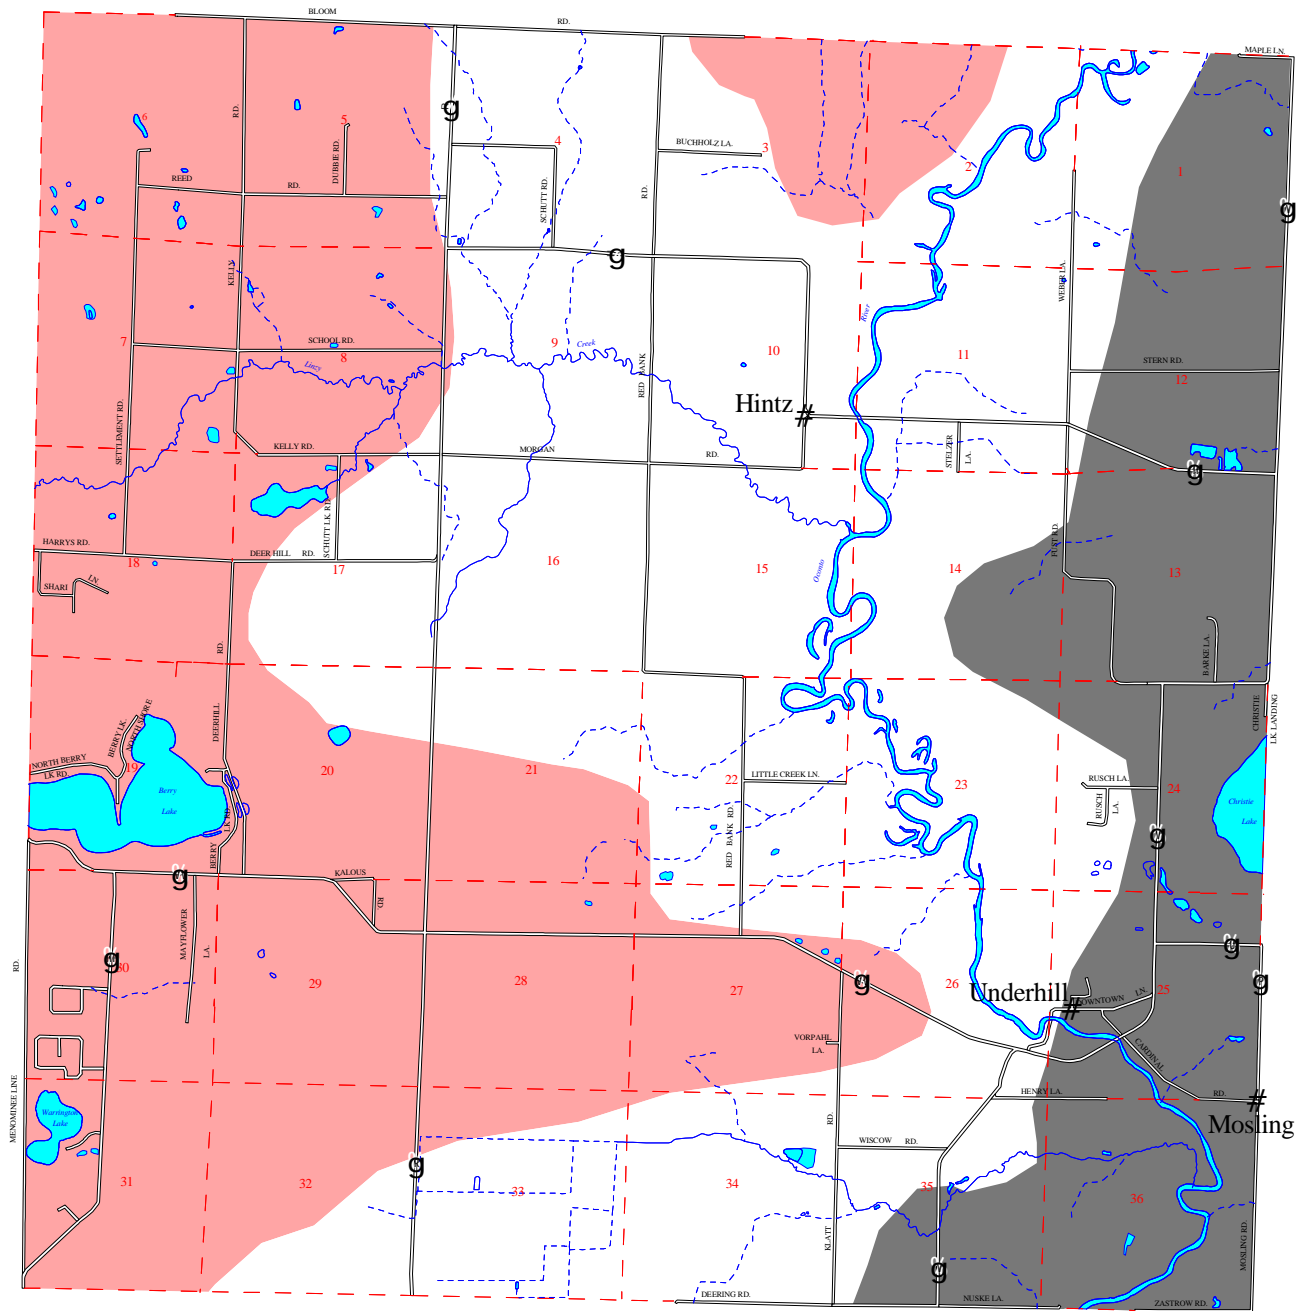 BLOOM RD.
MAPLE LN.
g
6
5
RD.
DUBBIE RD.
4
BUCHHOLZ LA.
3
2
1
REED RD.
SCHUTT RD.
RD.
g
g
KELLY
WEBER LA.
River
7
SCHOOL RD.
8
Lincy
9
Creek
RED BANK
10
11
STERN RD.
12
SETTLEMENT RD.
Hintz #
KELLY RD.
MORGAN RD.
STELZER LA.
g
SCHUTT LK. RD.
HARRYS RD.
DEER HILL RD.
18
17
16
15
14
13
FUST RD.
Oconto
SHARI LN
RD.
BARKE LA.
CHRISTIE
LK LANDING
DEERHILL
BERRY LK.
NORTH SHORE
NORTH BERRY
LK RD.
19
20
21
22
LITTLE CREEK LN.
23
RUSCH LA.
24
RUSCH LA.
Berry
Lake
LK RD.
BERRY
RED BANK RD.
Christie
Lake
g
g
KALOUS
RD
MAYFLOWER LA.
g
30
29
28
27
g
26
25
g
g
RD.
Underhill #
DOWNTOWN LN.
VORPAHL
LA.
CARDINAL RD.
MENOMINEE LINE
Warrington
Lake
HENRY LA.
#
Mosling
RD.
WISCOW RD.
g
31
32
33
34
35
36
KLATT
MOSLING RD.
g
DEERING RD.
NUSKE LA.
ZASTROW RD.